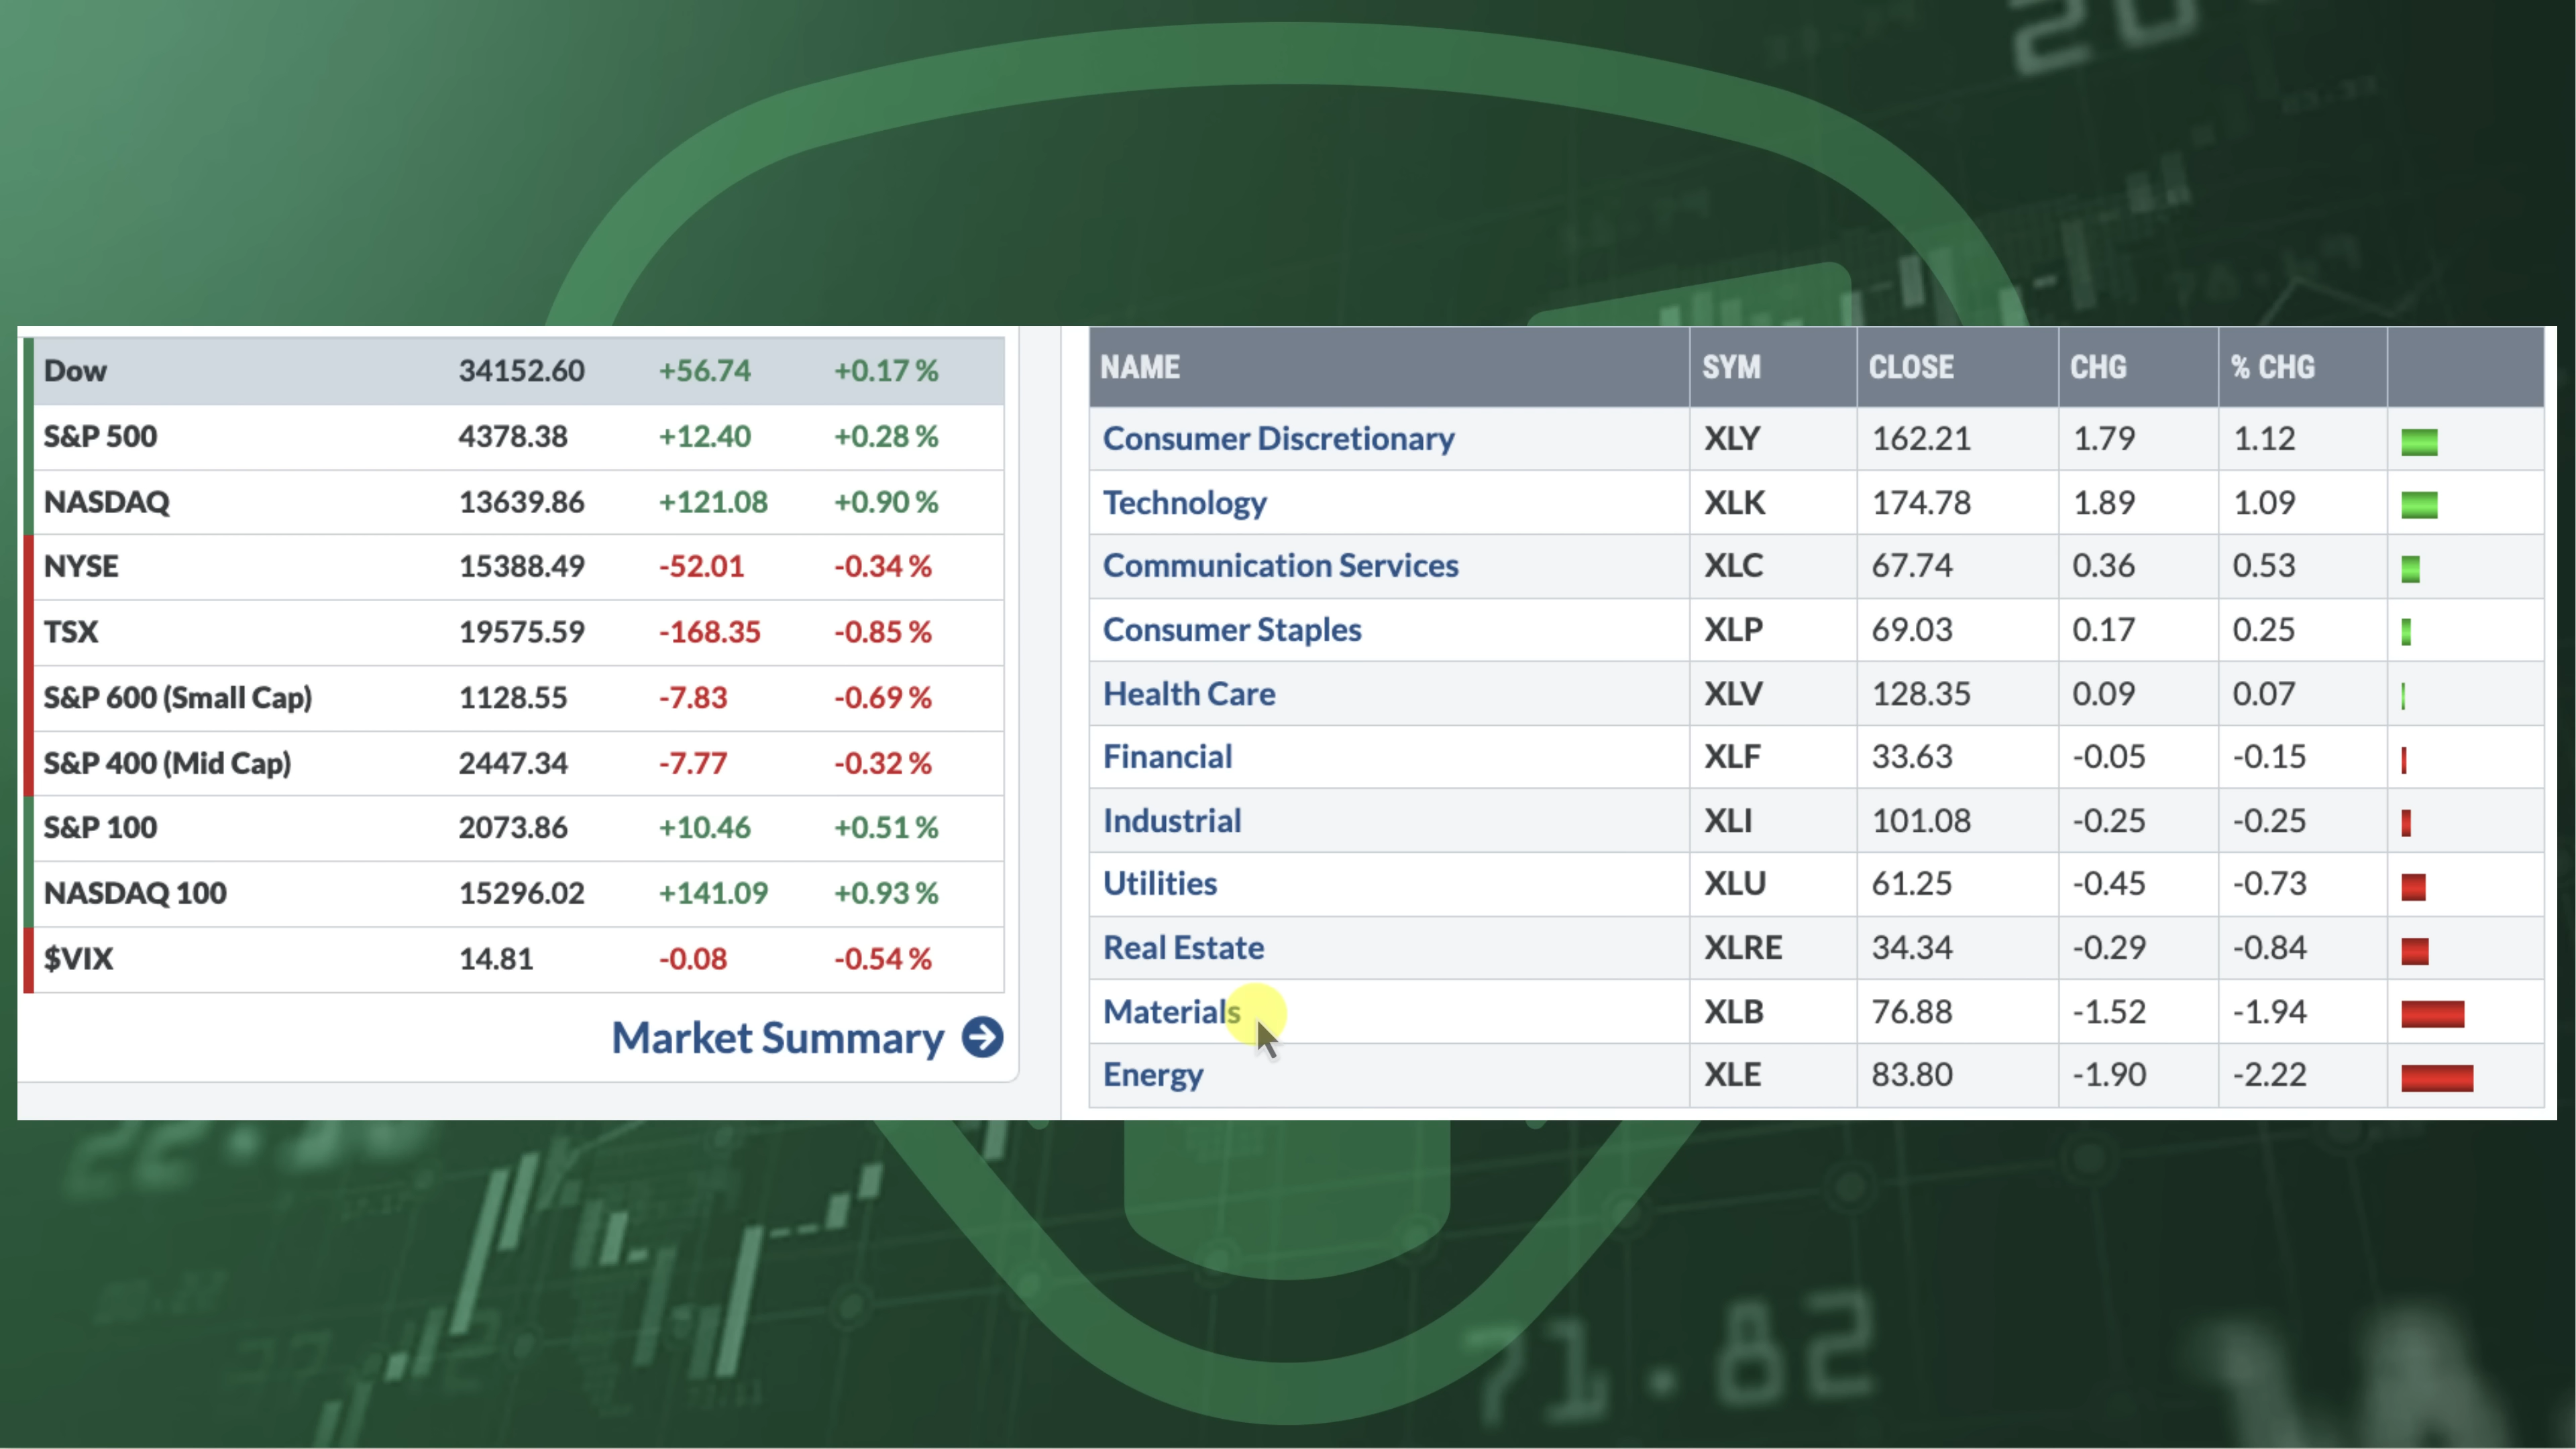 20
Dow 34152.60 +56.74 +0.17 %
S&P 500 4378.38 +12.40 +0.28 %
NASDAQ 13639.86 +121.08 +0.90 %
NYSE 15388.49 -52.01 -0.34 %
TSX 19575.59 -168.35 -0.85 %
S&P 600 (Small Cap) 1128.55 -7.83 -0.69 %
S&P 400 (Mid Cap) 2447.34 -7.77 -0.32 %
S&P 100 2073.86 +10.46 +0.51 %
NASDAQ 100 15296.02 +141.09 +0.93 %
$VIX 14.81 -0.08 -0.54 %
Market Summary
NAME SYM CLOSE CHG % CHG
Consumer Discretionary XLY 162.21 1.79 1.12
Technology XLK 174.78 1.89 1.09
Communication Services XLC 67.74 0.36 0.53
Consumer Staples XLP 69.03 0.17 0.25
Health Care XLV 128.35 0.09 0.07
Financial XLF 33.63 -0.05 -0.15
Industrial XLI 101.08 -0.25 -0.25
Utilities XLU 61.25 -0.45 -0.73
Real Estate XLRE 34.34 -0.29 -0.84
Materials XLB 76.88 -1.52 -1.94
Energy XLE 83.80 -1.90 -2.22
71.82